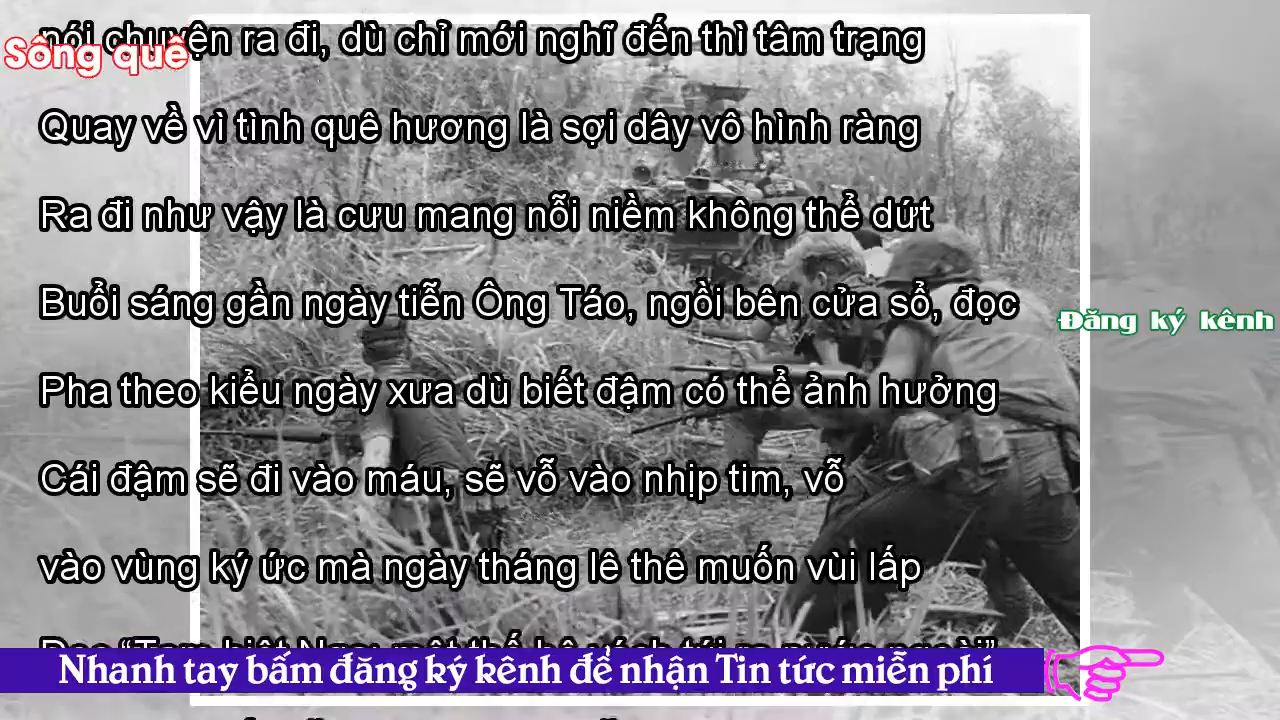 nói chuyện ra đi, dù chỉ mới nghĩ đến thì tâm trạng
Sông quê
Quay về vì tình quê hương là sợi dây vô hình ràng
Ra đi như vậy là cưu mang nỗi niềm không thể dứt
Buổi sáng gần ngày tiễn Ông Táo, ngồi bên cửa sổ, đọc
Đăng ký kênh
Pha theo kiểu ngày xưa dù biết đậm có thể ảnh hưởng
Cái đậm sẽ đi vào máu, sẽ vỗ vào nhịp tim, vỗ
vào vùng ký ức mà ngày tháng lê thê muốn vùi lấp
Nhanh tay bấm đăng ký kênh để nhận Tin tức miễn phí